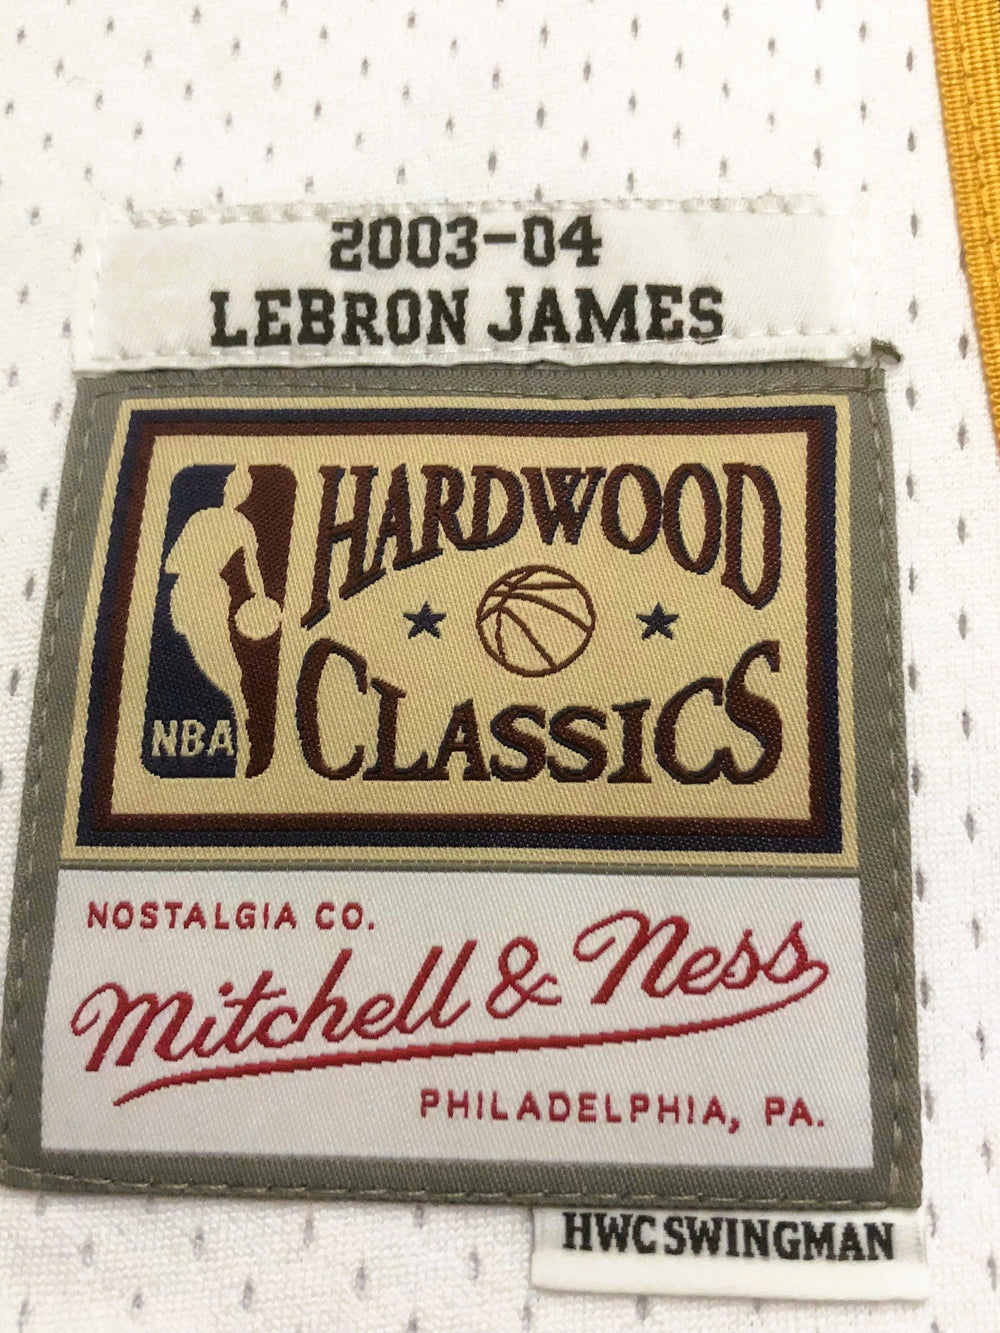 2003-04
LEBRON JAMES
HARDWOOD
CLASSICS
NBA
NOSTALGIA CO.
Mitchell & Ness
PHILADELPHIA, PA.
HWC SWINGMAN